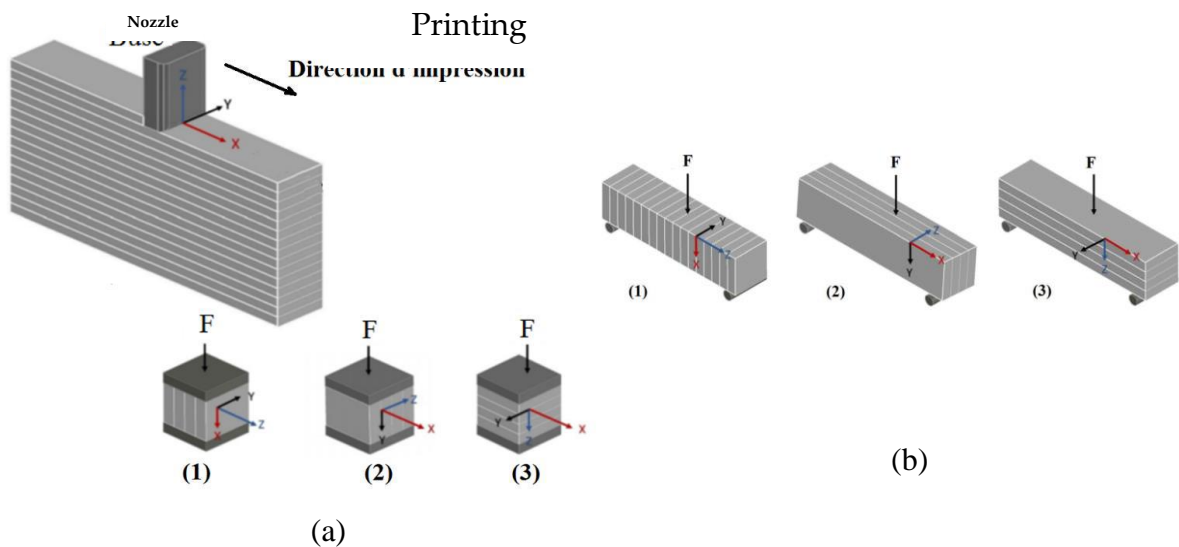 Nozzle
Printing
Direction d'impression
Z
Y
X
F
Y
X
Z
(1)
F
Z
Y
X
(2)
F
Y
Z
X
(3)
F
Y
X
Z
(1)
F
Z
Y
X
(2)
F
Y
Z
X
(3)
(a)
(b)